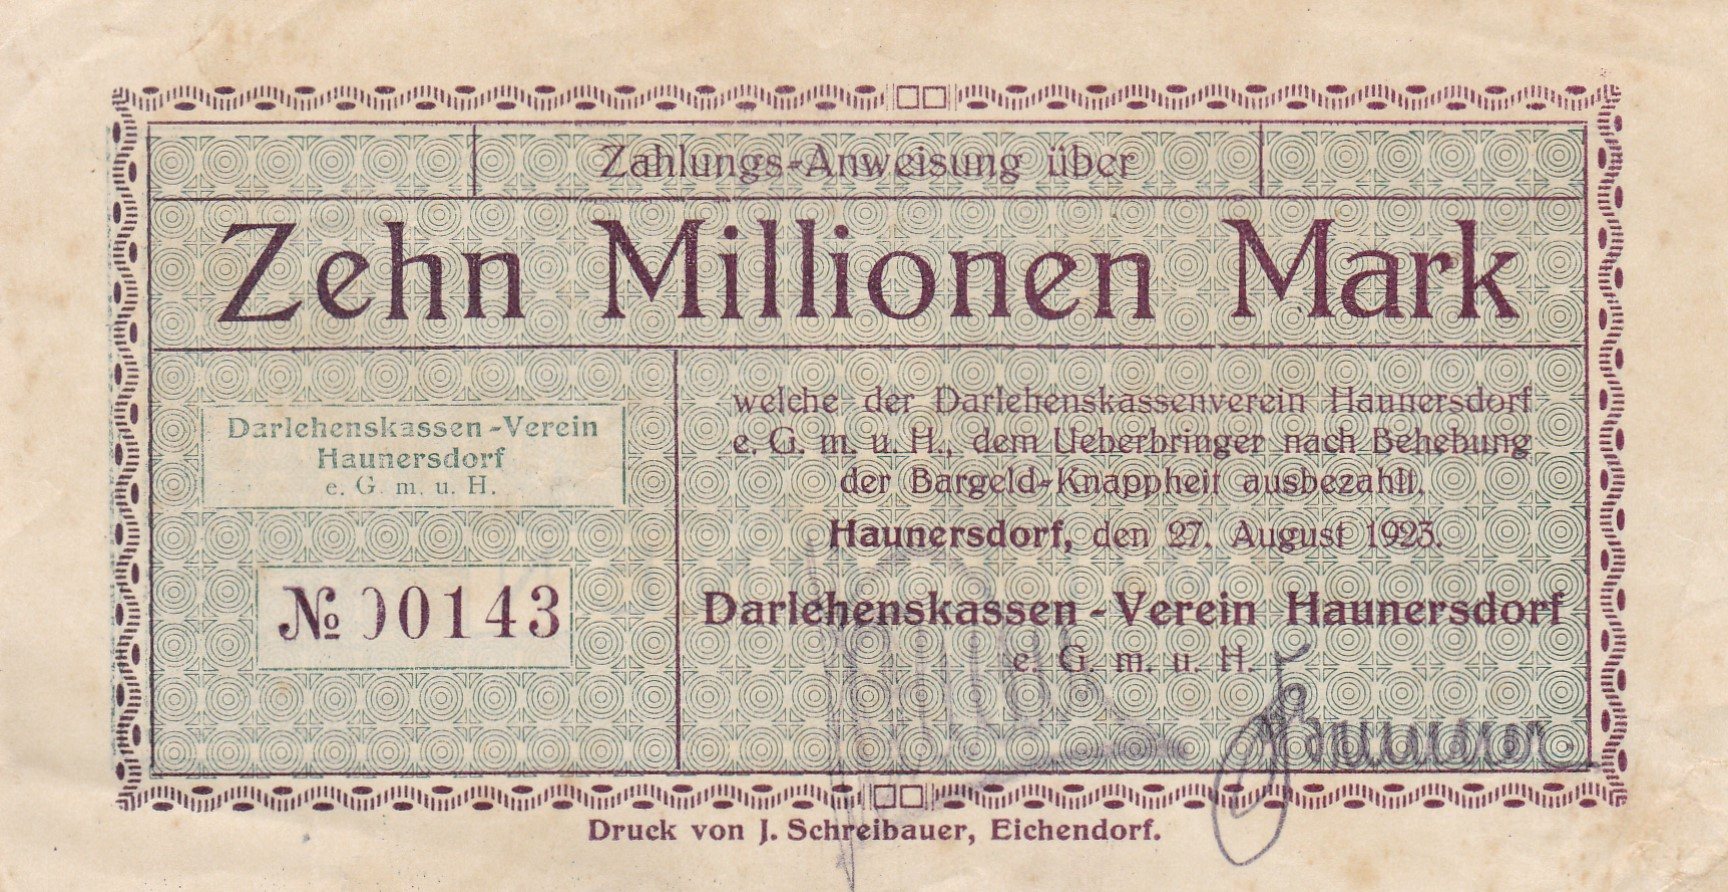 Zahlungs-Anweisung über
Zehn Millionen Mark
Darlehenskassen-Verein
Haunersdorf
e. G. m. u. H.
№ 00143
welche der Darlehenskassenverein Haunersdorf
e. G. m. u. H., dem Ueberbringer nach Behebung
der Bargeld-Knappheit ausbezahlt.
Haunersdorf, den 27. August 1923.
Darlehenskassen-Verein Haunersdorf
e. G. m. u. H.
Druck von J. Schreibauer, Eichendorf.